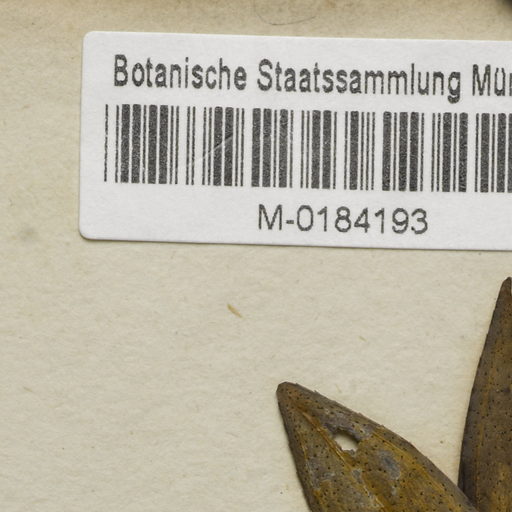 Botanische Staatssammlung Mün
M-0184193